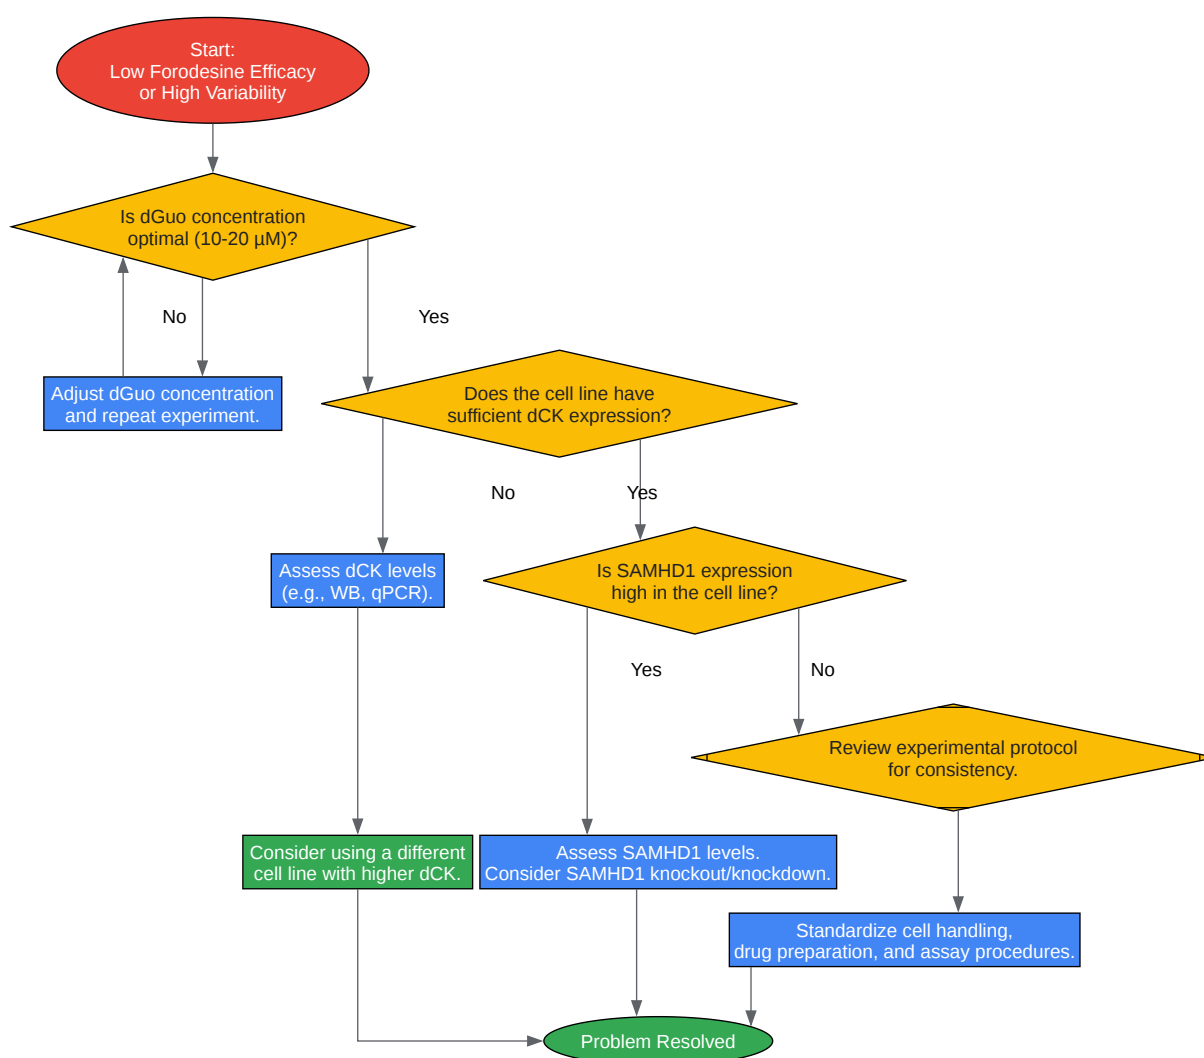 Start:
Low Forodesine Efficacy
or High Variability
Is dGuo concentration
optimal (10-20 µM)?
No
Yes
Adjust dGuo concentration
and repeat experiment.
Does the cell line have
sufficient dCK expression?
No
Yes
Assess dCK levels
(e.g., WB, qPCR).
Is SAMHD1 expression
high in the cell line?
Yes
No
Review experimental protocol
for consistency.
Consider using a different
cell line with higher dCK.
Assess SAMHD1 levels.
Consider SAMHD1 knockout/knockdown.
Standardize cell handling,
drug preparation, and assay procedures.
Problem Resolved